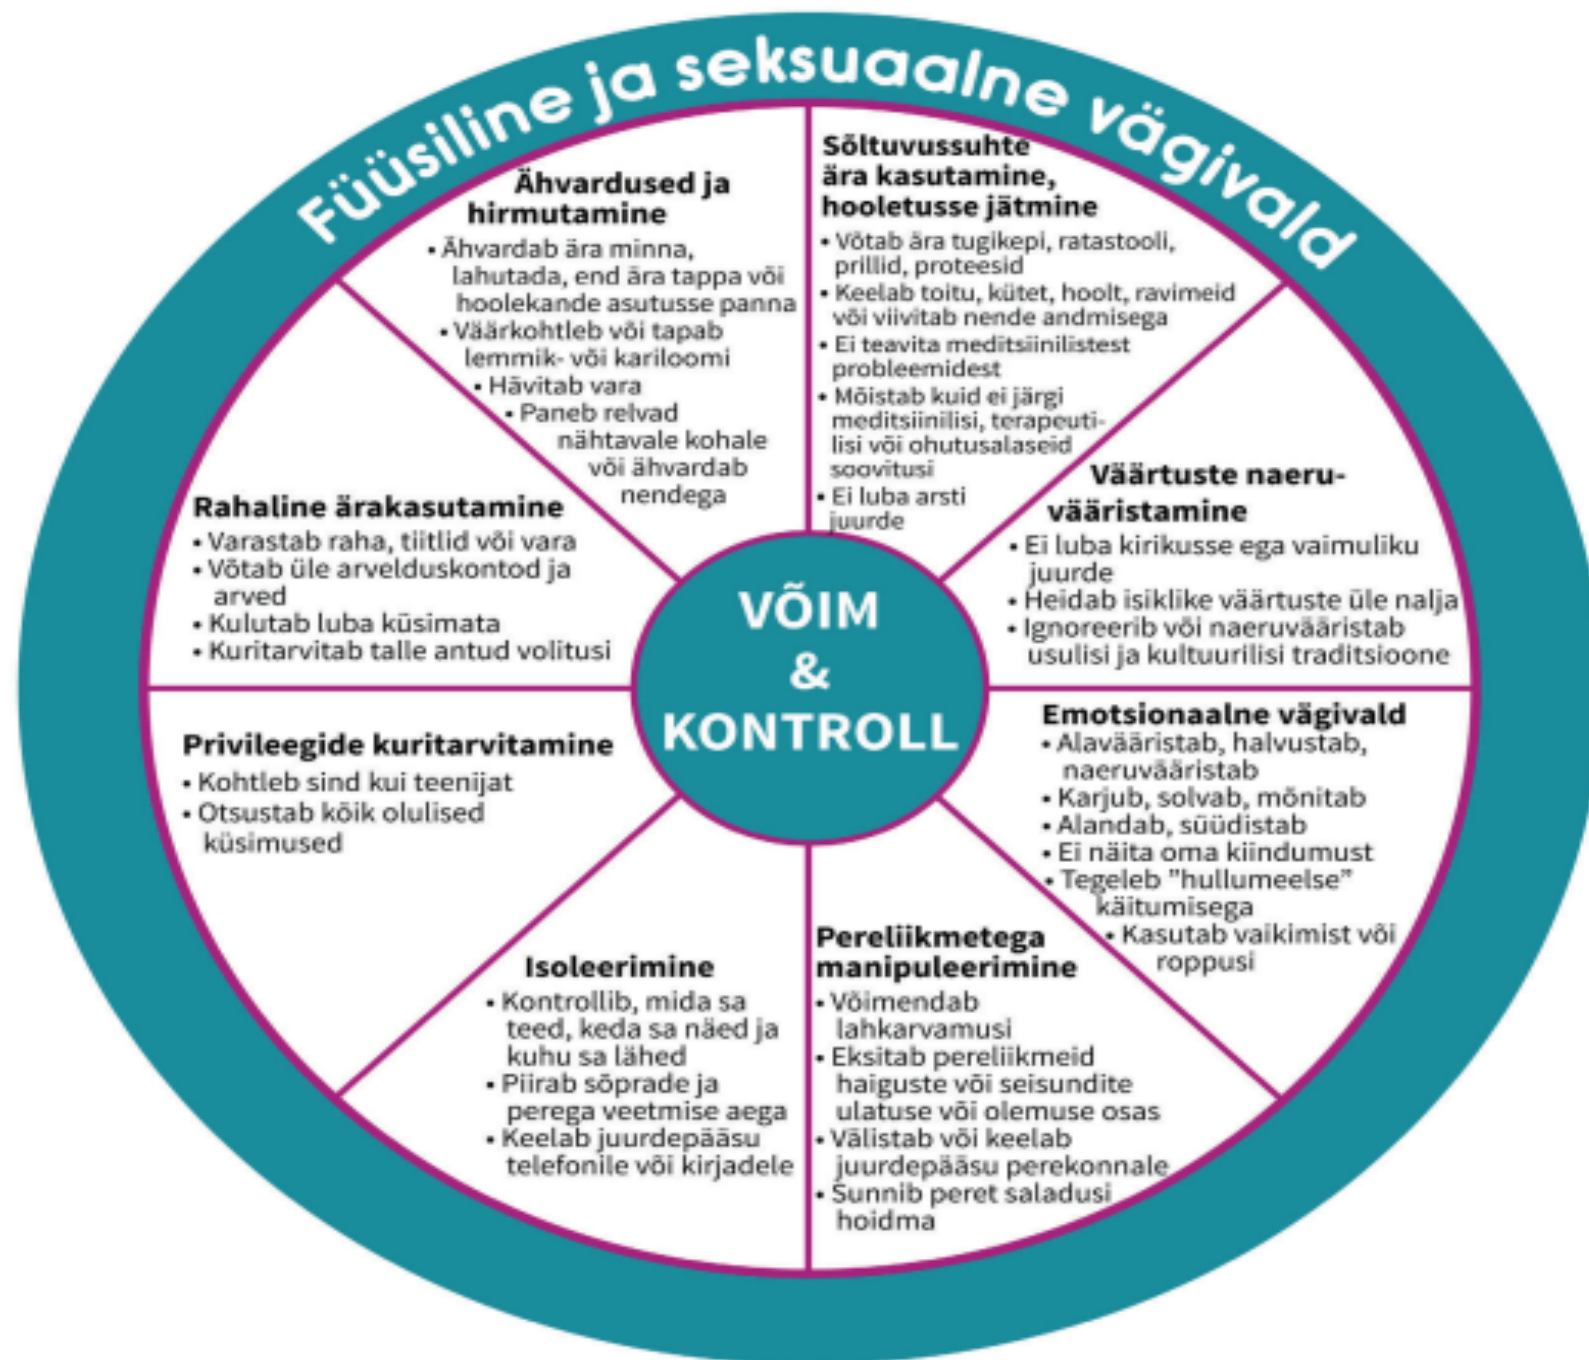 Füüsiline ja seksuaalne vägivald
Ähvardused ja
hirmutamine
• Ähvardab ära minna,
lahutada, end ära tappa või
hoolekande asutusse panna
• Väärkohtleb või tapab
lemmik- või kariloomi
• Hävitab vara
• Paneb relvad
nähtavale kohale
või ähvardab
nendega
Sõltuvussuhte
ära kasutamine,
hooletusse jätmine
• Võtab ära tugikepi, ratastooli,
prillid, proteesid
• Keelab toitu, kütet, hoolt, ravimeid
või viivitab nende andmisega
• Ei teavita meditsiinilistest
probleemidest
• Mõistab kuid ei järgi
meditsiinilisi, terapeuti-
lisi või ohutusalaseid
soovitusi
• Ei luba arsti
juurde
Väärtuste naeru-
vääristamine
• Ei luba kirikusse ega vaimuliku
juurde
• Heidab isiklike väärtuste üle nalja
• Ignoreerib või naeruvääristab
usulisi ja kultuurilisi traditsioone
Emotsionaalne vägivald
• Alavääristab, halvustab,
naeruvääristab
• Karjub, solvab, mõnitab
• Alandab, süüdistab
• Ei näita oma kiindumust
• Tegeleb ”hullumeelse”
käitumisega
• Kasutab vaikimist või
roppusi
Pereliikmetega
manipuleerimine
• Võimendab
lahkarvamusi
• Eksitab pereliikmeid
haiguste või seisundite
ulatuse või olemuse osas
• Välistab või keelab
juurdepääsu perekonnale
• Sunnib peret saladusi
hoidma
Isoleerimine
• Kontrollib, mida sa
teed, keda sa näed ja
kuhu sa lähed
• Piirab sõprade ja
perega veetmise aega
• Keelab juurdepääsu
telefonile või kirjadele
Privileegide kuritarvitamine
• Kohtleb sind kui teenijat
• Otsustab kõik olulised
küsimused
Rahaline ärakasutamine
• Varastab raha, tiitlid või vara
• Võtab üle arvelduskontod ja
arved
• Kulutab luba küsimata
• Kuritarvitab talle antud volitusi
VÕIM
&
KONTROLL